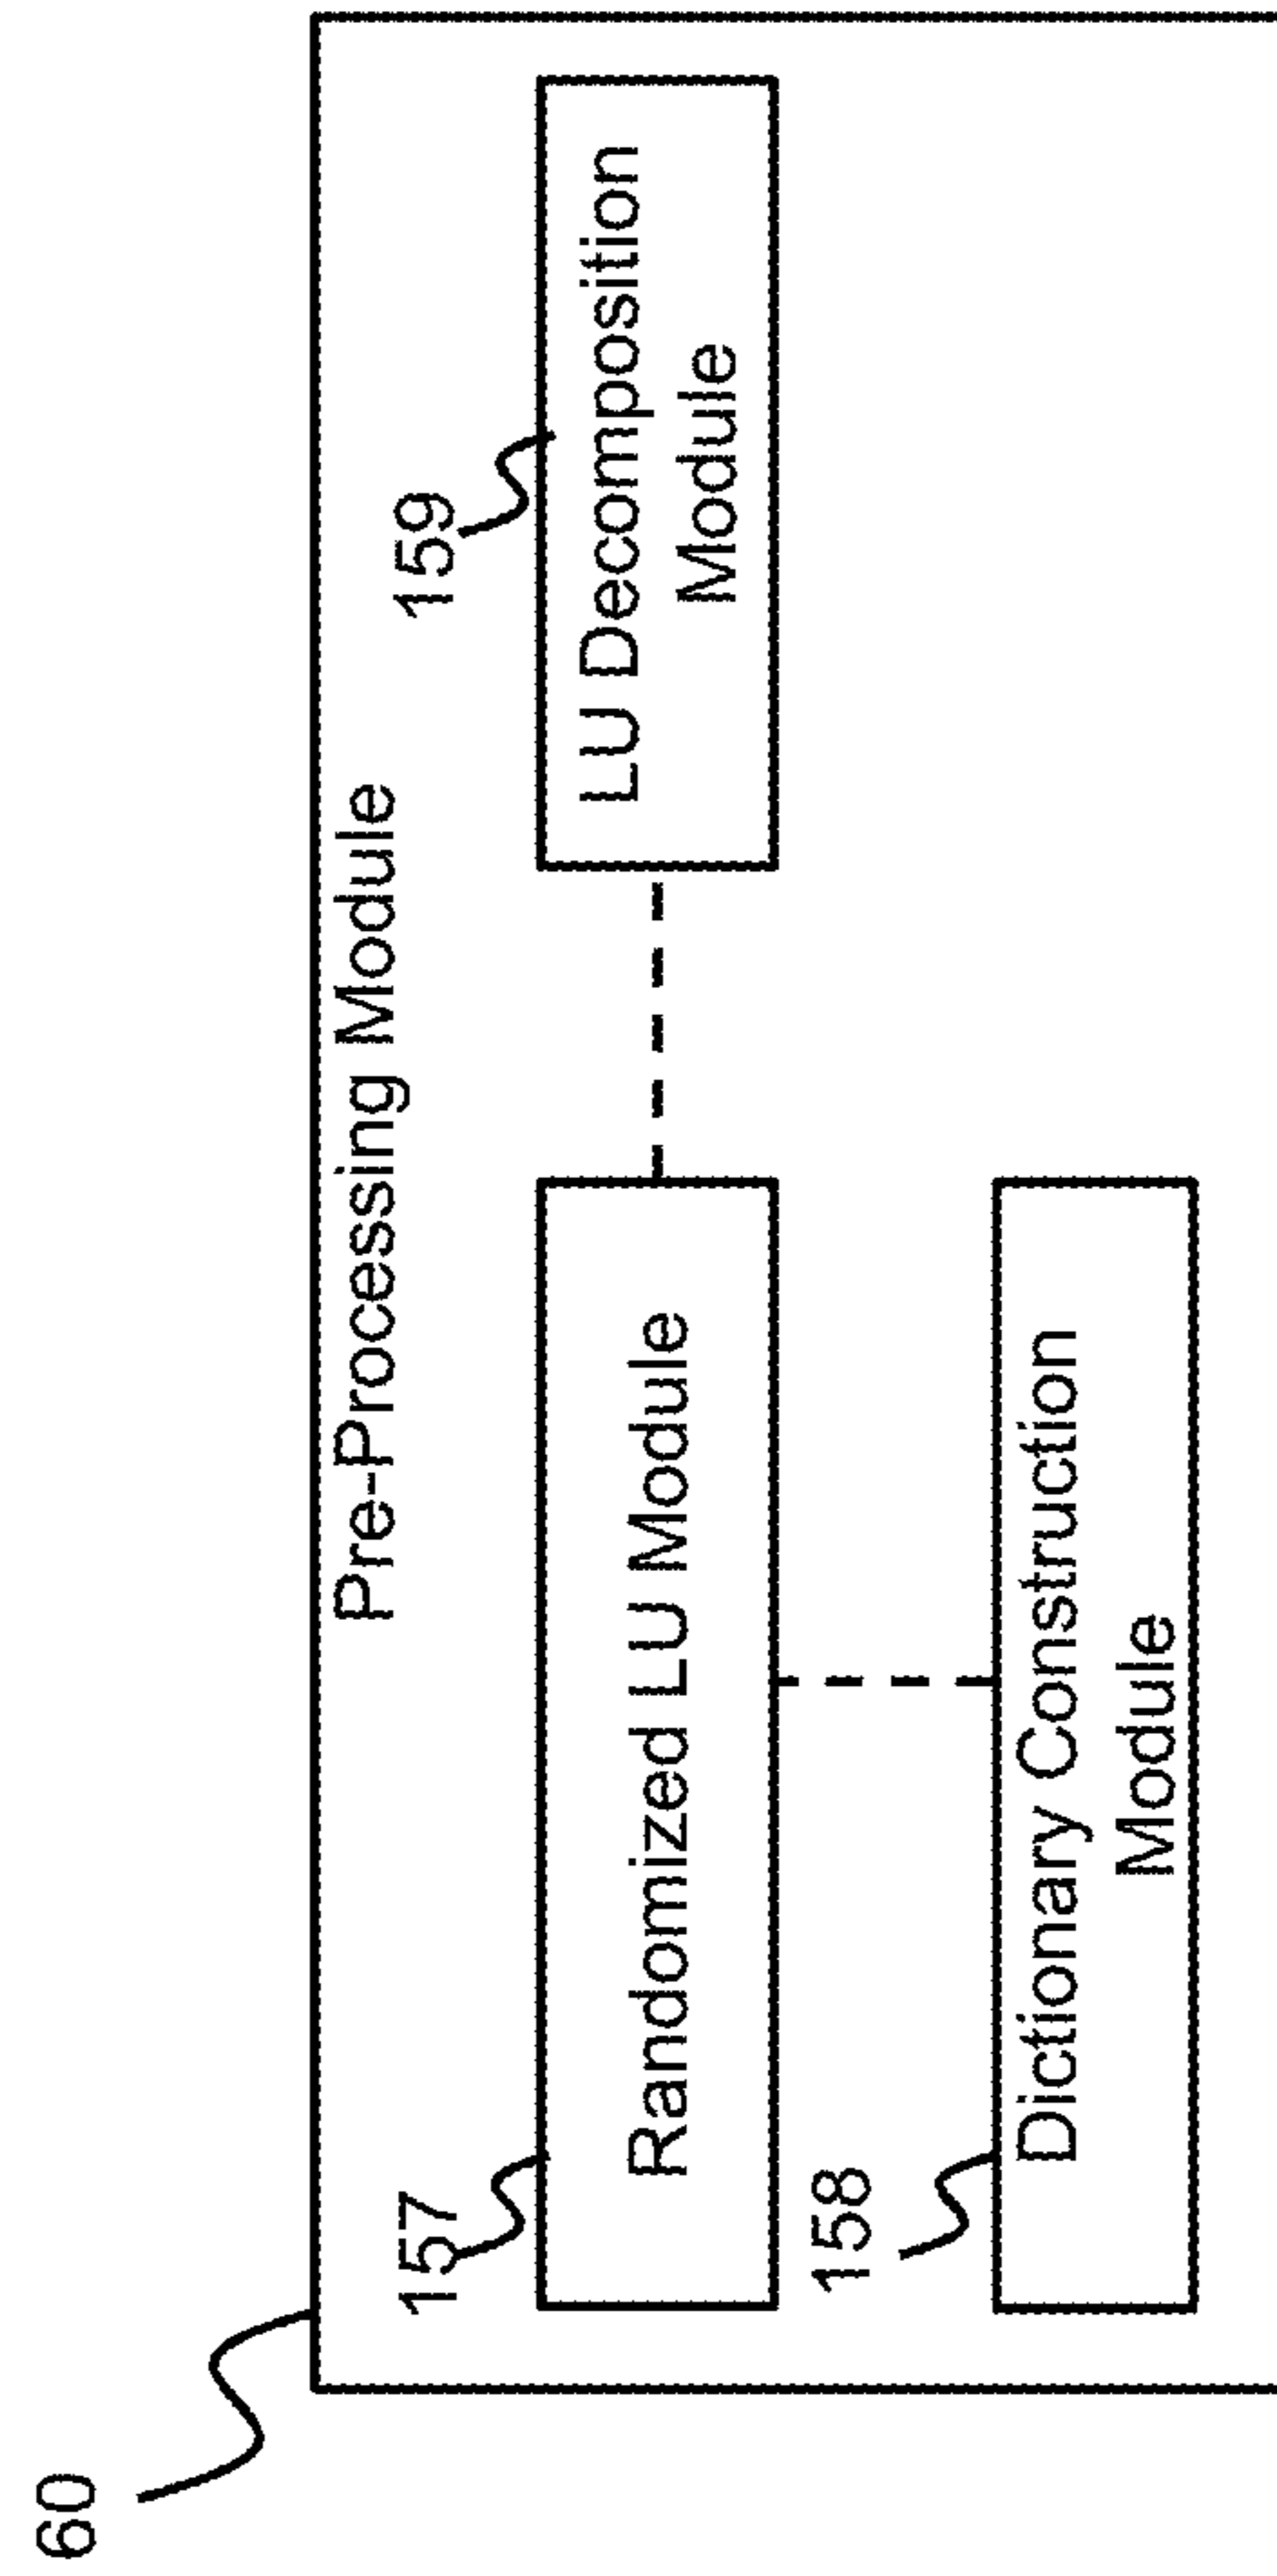 60
Pre-Processing Module
157
159
Randomized LU Module
LU Decomposition
Module
158
Dictionary Construction
Module